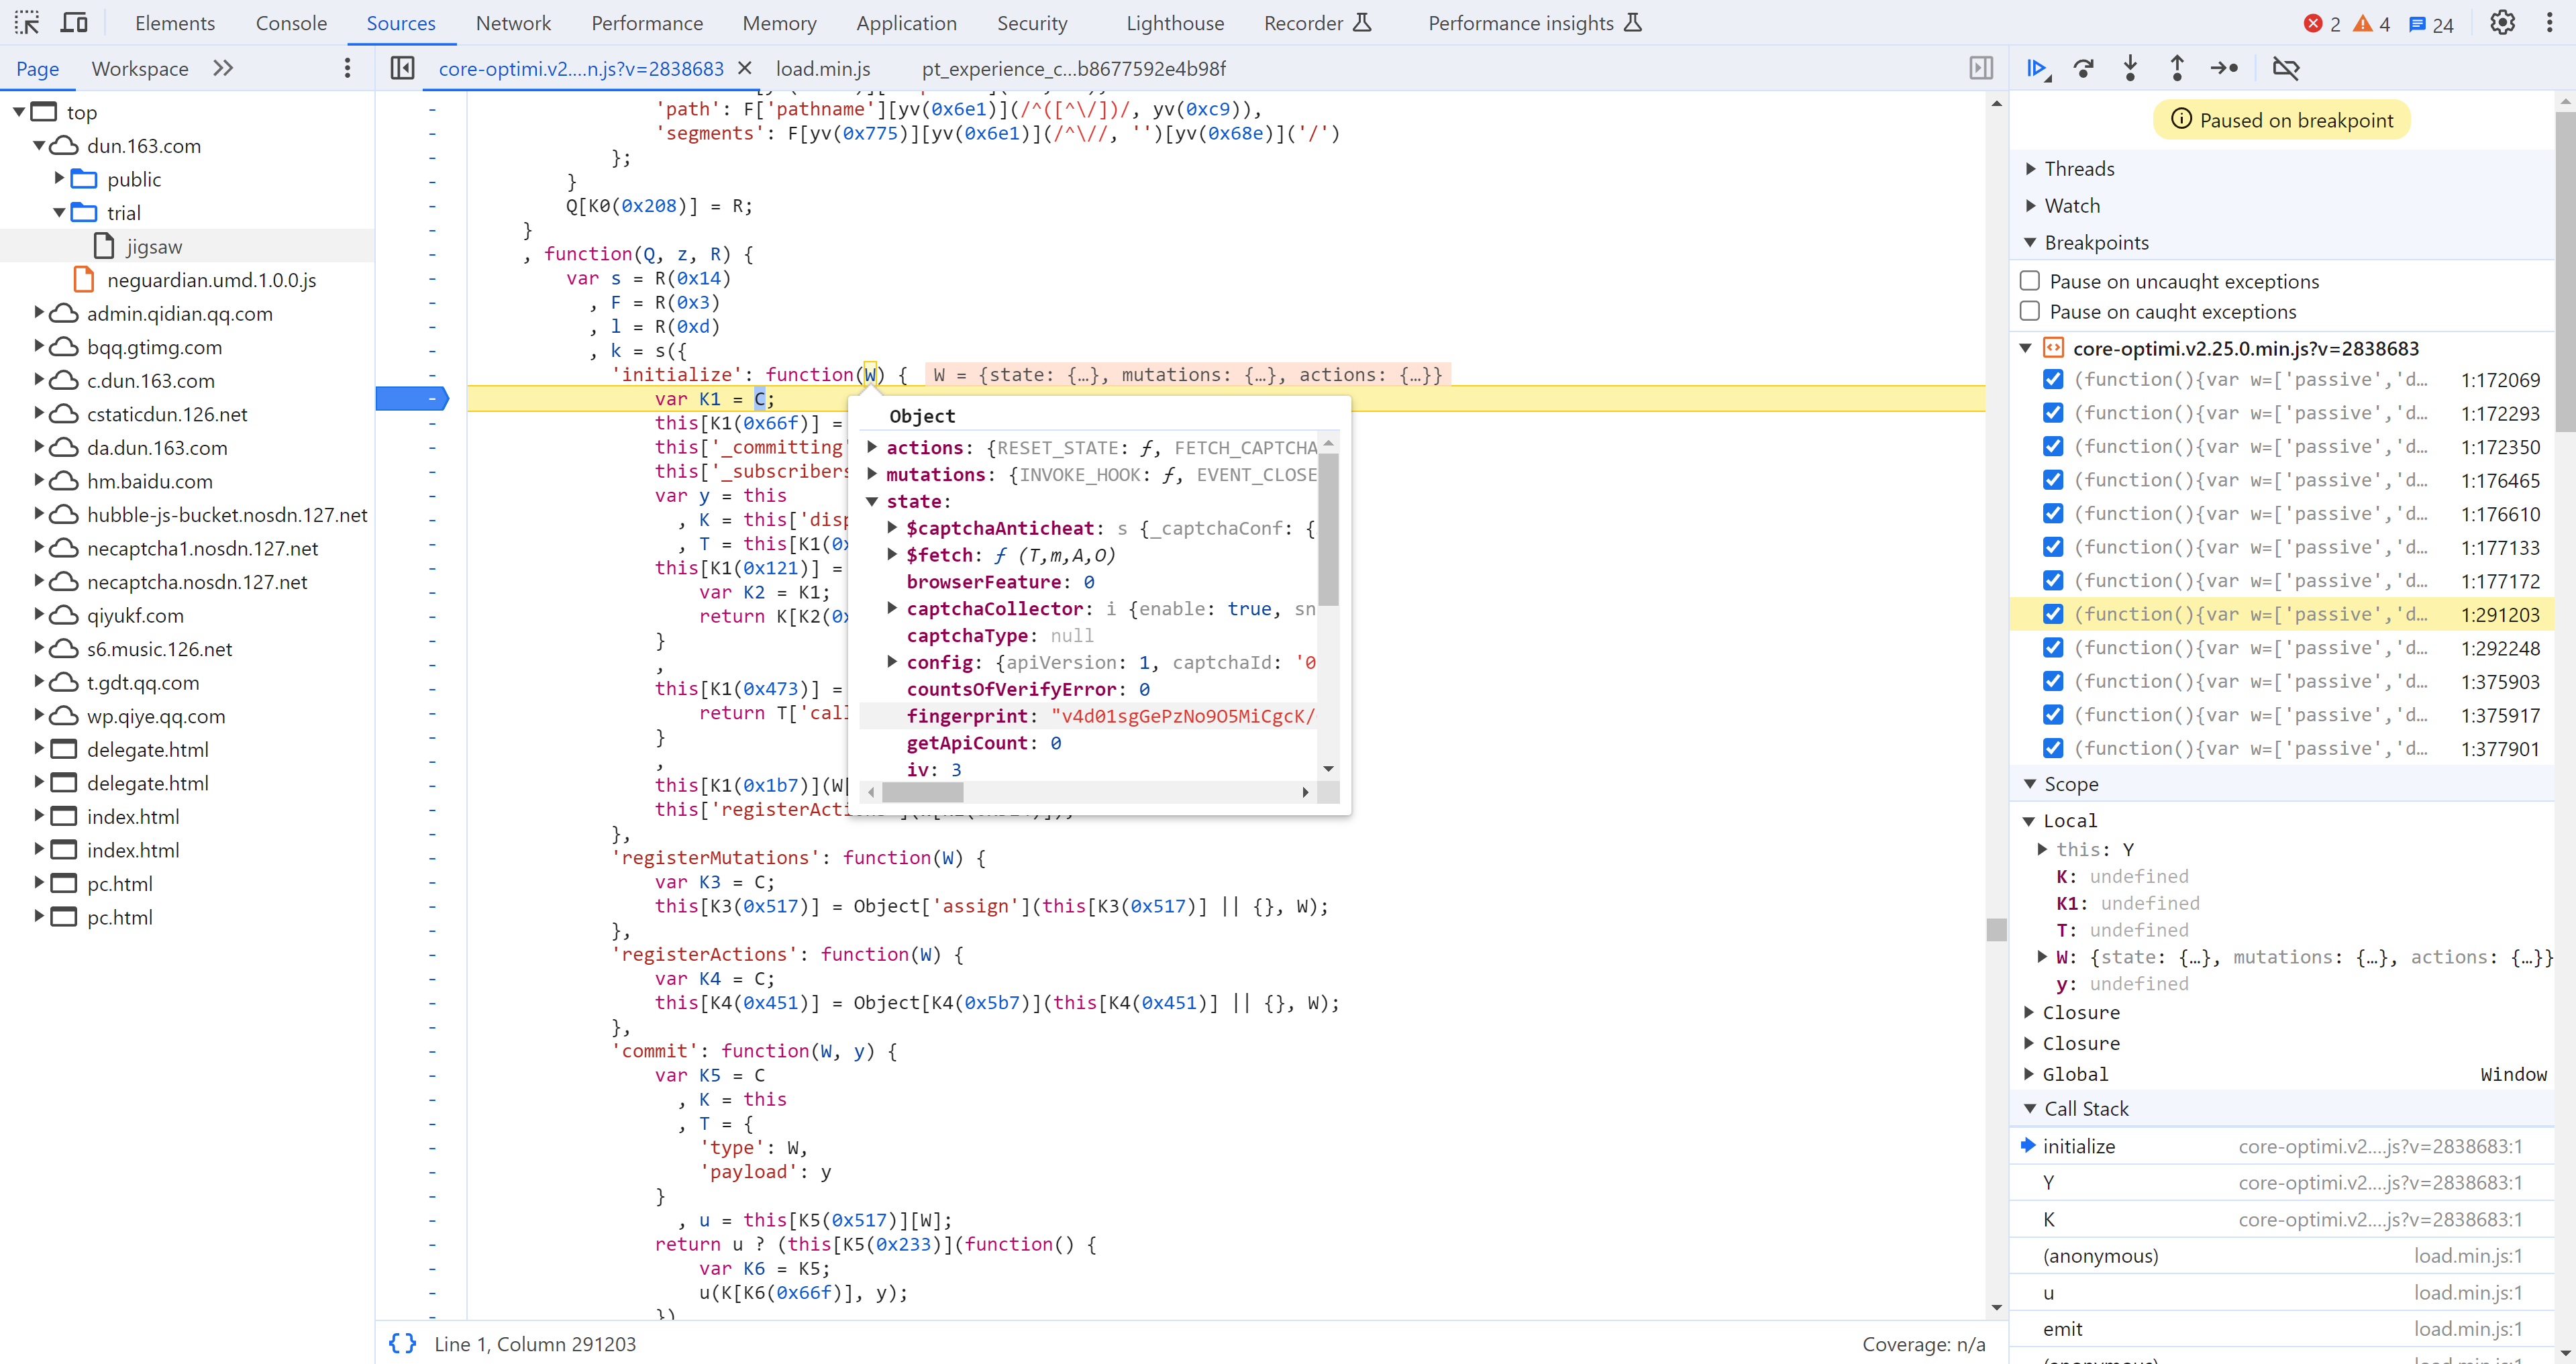 Elements Console Sources Network Performance Memory Application Security Lighthouse Recorder Performance insights 2 4 24
Page Workspace
core-optimi.v2....n.js?v=2838683 load.min.js pt_experience_c...b8677592e4b98f
top
dun.163.com
public
trial
jigsaw
neguardian.umd.1.0.0.js
admin.qidian.qq.com
bqq.gtimg.com
c.dun.163.com
cstaticdun.126.net
da.dun.163.com
hm.baidu.com
hubble-js-bucket.nosdn.127.net
necaptcha1.nosdn.127.net
necaptcha.nosdn.127.net
qiyukf.com
s6.music.126.net
t.gdt.qq.com
wp.qiye.qq.com
delegate.html
delegate.html
index.html
index.html
pc.html
pc.html
'path': F['pathname'][yv(0x6e1)](/^([^\/])/, yv(0xc9)),
'segments': F[yv(0x775)][yv(0x6e1)](/^\//, '')[yv(0x68e)]('/')
};
}
Q[K0(0x208)] = R;
}
, function(Q, z, R) {
var s = R(0x14)
, F = R(0x3)
, l = R(0xd)
, k = s({
'initialize': function(W) { W = {state: {…}, mutations: {…}, actions: {…}}
var K1 = C;
this[K1(0x66f)] =
this['_committing'
this['_subscribers
var y = this
, K = this['disp
, T = this[K1(0x
this[K1(0x121)] =
var K2 = K1;
return K[K2(0x
}
,
this[K1(0x473)] =
return T['call
}
,
this[K1(0x1b7)](W[
this['registerActi
},
'registerMutations': function(W) {
var K3 = C;
this[K3(0x517)] = Object['assign'](this[K3(0x517)] || {}, W);
},
'registerActions': function(W) {
var K4 = C;
this[K4(0x451)] = Object[K4(0x5b7)](this[K4(0x451)] || {}, W);
},
'commit': function(W, y) {
var K5 = C
, K = this
, T = {
'type': W,
'payload': y
}
, u = this[K5(0x517)][W];
return u ? (this[K5(0x233)](function() {
var K6 = K5;
u(K[K6(0x66f)], y);
})
Object
actions: {RESET_STATE: ƒ, FETCH_CAPTCHA
mutations: {INVOKE_HOOK: ƒ, EVENT_CLOSE
state:
$captchaAnticheat: s {_captchaConf: {
$fetch: ƒ (T,m,A,O)
browserFeature: 0
captchaCollector: i {enable: true, sn
captchaType: null
config: {apiVersion: 1, captchaId: '0
countsOfVerifyError: 0
fingerprint: "v4d01sgGePzNo9O5MiCgcK/
getApiCount: 0
iv: 3
{ } Line 1, Column 291203 Coverage: n/a
Paused on breakpoint
Threads
Watch
Breakpoints
Pause on uncaught exceptions
Pause on caught exceptions
core-optimi.v2.25.0.min.js?v=2838683
(function(){var w=['passive','d… 1:172069
(function(){var w=['passive','d… 1:172293
(function(){var w=['passive','d… 1:172350
(function(){var w=['passive','d… 1:176465
(function(){var w=['passive','d… 1:176610
(function(){var w=['passive','d… 1:177133
(function(){var w=['passive','d… 1:177172
(function(){var w=['passive','d… 1:291203
(function(){var w=['passive','d… 1:292248
(function(){var w=['passive','d… 1:375903
(function(){var w=['passive','d… 1:375917
(function(){var w=['passive','d… 1:377901
Scope
Local
this: Y
K: undefined
K1: undefined
T: undefined
W: {state: {…}, mutations: {…}, actions: {…}}
y: undefined
Closure
Closure
Global Window
Call Stack
initialize core-optimi.v2....js?v=2838683:1
Y core-optimi.v2....js?v=2838683:1
K core-optimi.v2....js?v=2838683:1
(anonymous) load.min.js:1
u load.min.js:1
emit load.min.js:1